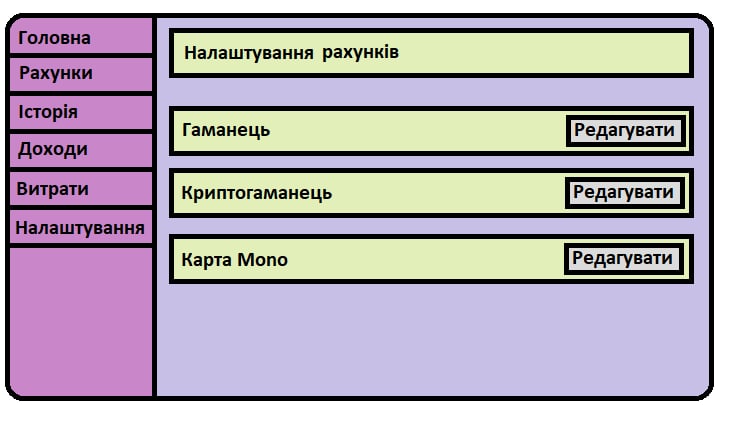 Головна
Рахунки
Історія
Доходи
Витрати
Налаштування
Налаштування рахунків
Гаманець
Редагувати
Криптогаманець
Редагувати
Карта Mono
Редагувати